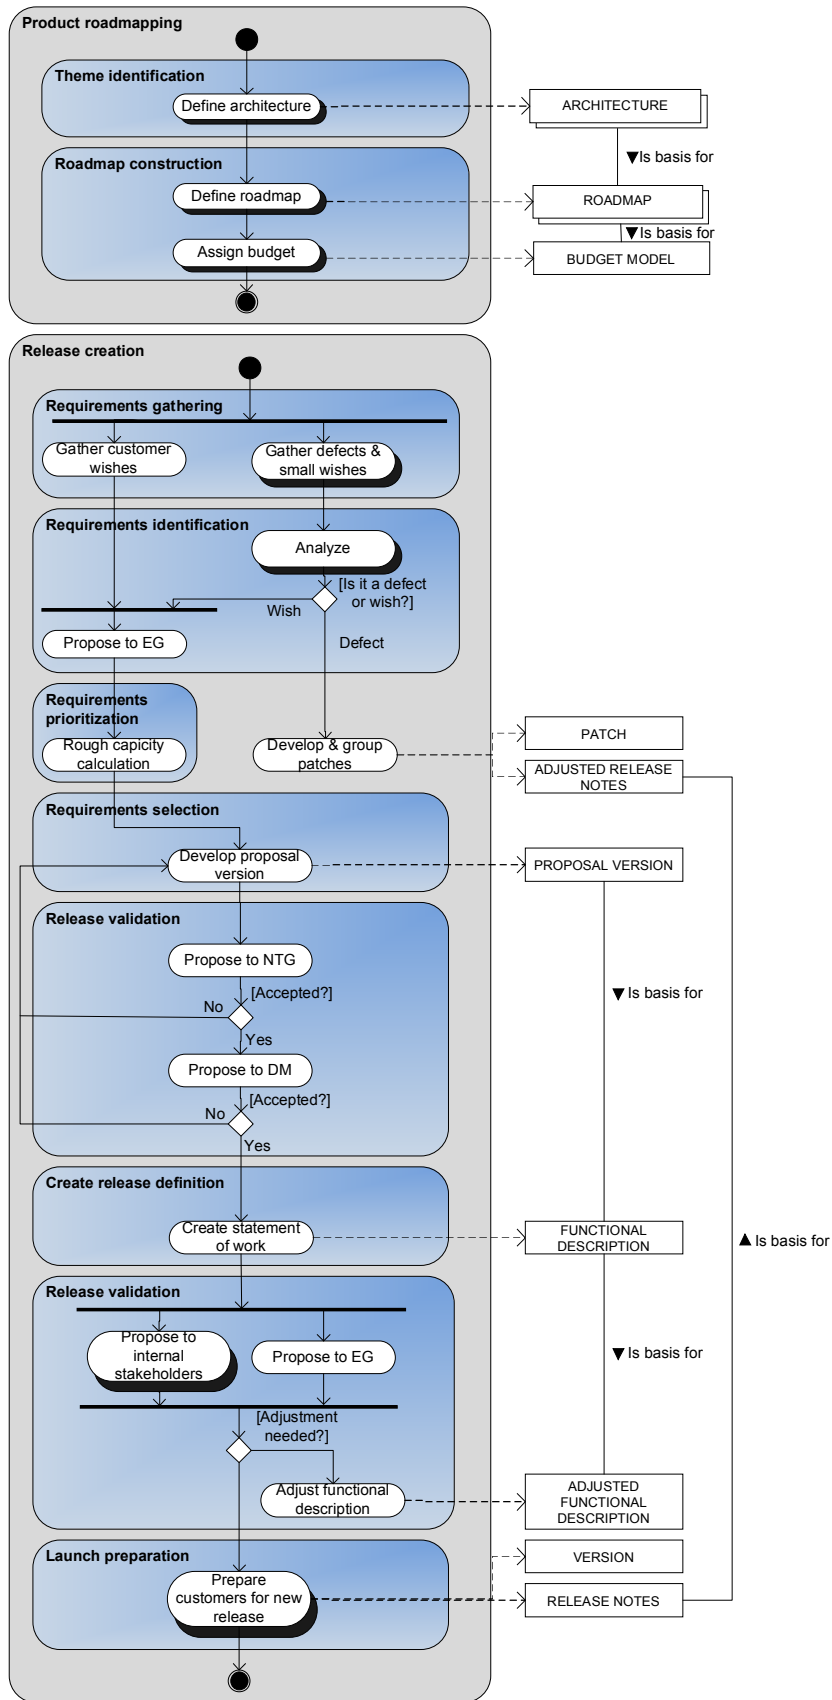 Product roadmapping
Theme identification
Define architecture
ARCHITECTURE
▼Is basis for
Roadmap construction
Define roadmap
ROADMAP
▼Is basis for
Assign budget
BUDGET MODEL
Release creation
Requirements gathering
Gather customer
wishes
Gather defects &
small wishes
Requirements identification
Analyze
[Is it a defect
or wish?]
Wish
Propose to EG
Defect
Requirements
prioritization
Rough capicity
calculation
Develop & group
patches
PATCH
ADJUSTED RELEASE
NOTES
Requirements selection
Develop proposal
version
PROPOSAL VERSION
Release validation
Propose to NTG
[Accepted?]
No
Yes
▼ Is basis for
Propose to DM
[Accepted?]
No
Yes
Create release definition
Create statement
of work
FUNCTIONAL
DESCRIPTION
▲ Is basis for
Release validation
Propose to
internal
stakeholders
Propose to EG
▼ Is basis for
[Adjustment
needed?]
Adjust functional
description
ADJUSTED
FUNCTIONAL
DESCRIPTION
Launch preparation
Prepare
customers for new
release
VERSION
RELEASE NOTES